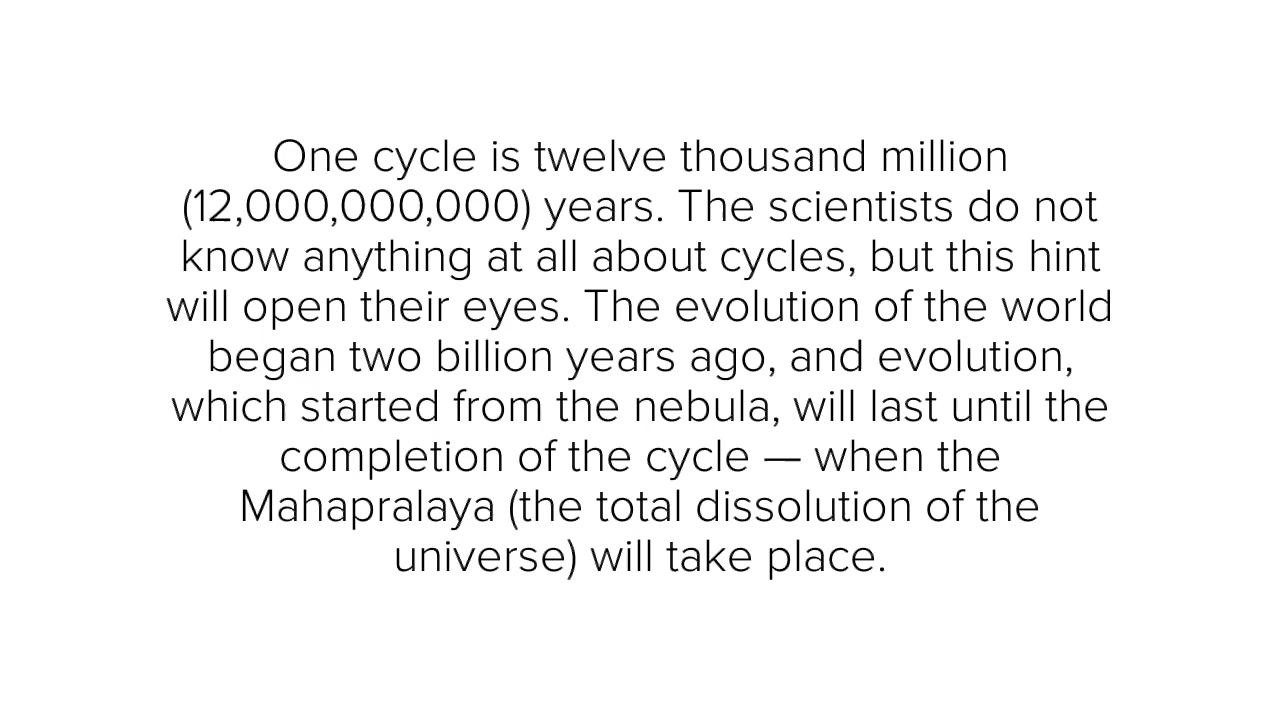 One cycle is twelve thousand million
(12,000,000,000) years. The scientists do not
know anything at all about cycles, but this hint
will open their eyes. The evolution of the world
began two billion years ago, and evolution,
which started from the nebula, will last until the
completion of the cycle — when the
Mahapralaya (the total dissolution of the
universe) will take place.